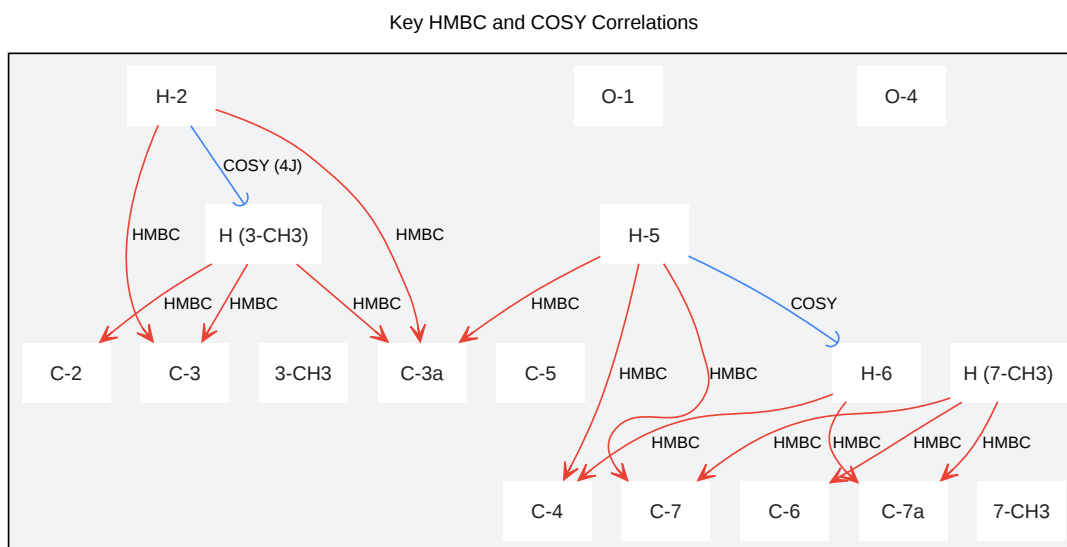 Key HMBC and COSY Correlations
H-2
O-1
O-4
COSY (4J)
HMBC
H (3-CH3)
HMBC
H-5
HMBC
HMBC
HMBC
HMBC
COSY
C-2
C-3
3-CH3
C-3a
C-5
HMBC
HMBC
H-6
H (7-CH3)
HMBC
HMBC
HMBC
HMBC
HMBC
C-4
C-7
C-6
C-7a
7-CH3